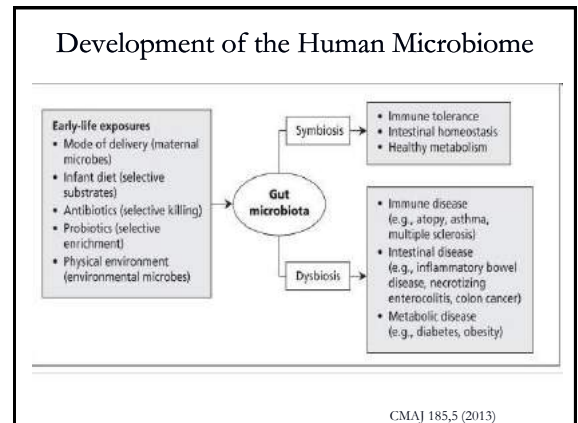 Development of the Human Microbiome
Early-life exposures
• Mode of delivery (maternal
microbes)
• Infant diet (selective
substrates)
• Antibiotics (selective killing)
• Probiotics (selective
enrichment)
• Physical environment
(environmental microbes)
Gut
microbiota
Symbiosis
• Immune tolerance
• Intestinal homeostasis
• Healthy metabolism
Dysbiosis
• Immune disease
(e.g., atopy, asthma,
multiple sclerosis)
• Intestinal disease
(e.g., inflammatory bowel
disease, necrotizing
enterocolitis, colon cancer)
• Metabolic disease
(e.g., diabetes, obesity)
CMAJ 185,5 (2013)